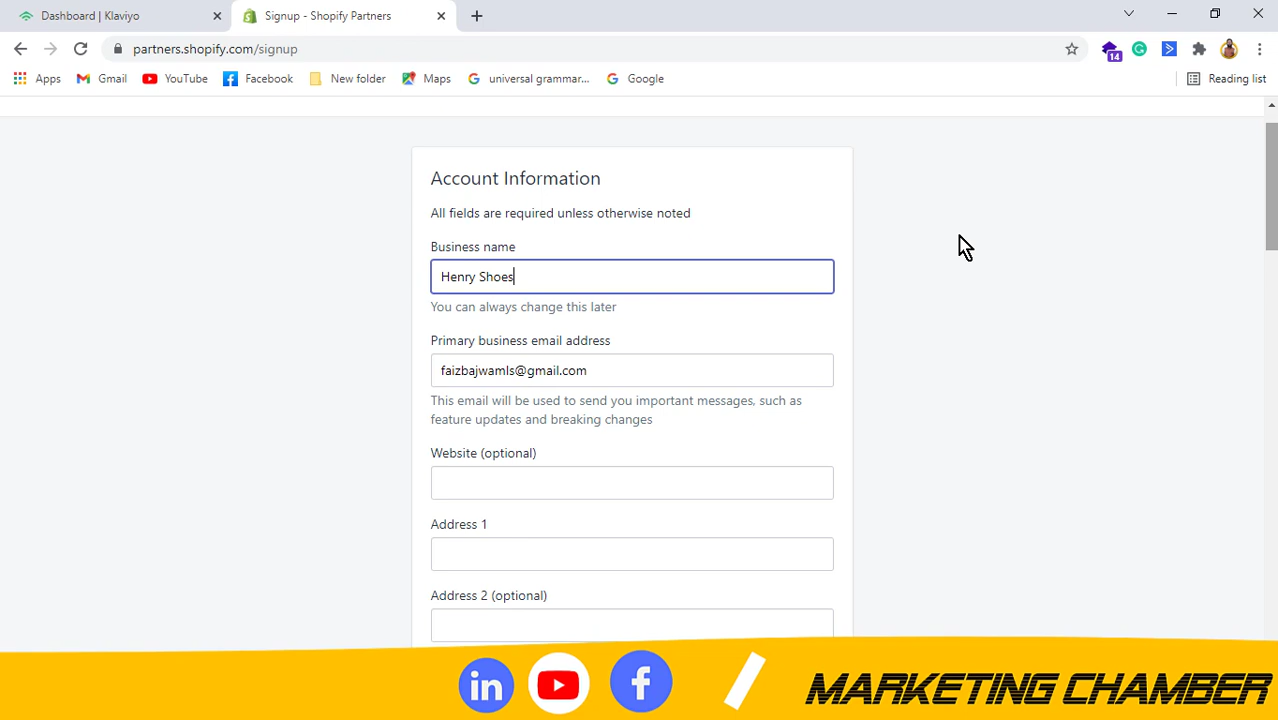 Dashboard | Klaviyo
Signup - Shopify Partners
partners.shopify.com/signup
14
Apps
Gmail
YouTube
Facebook
New folder
Maps
universal grammar...
Google
Reading list
Account Information
All fields are required unless otherwise noted
Business name
Henry Shoes
You can always change this later
Primary business email address
faizbajwamls@gmail.com
This email will be used to send you important messages, such as
feature updates and breaking changes
Website (optional)
Address 1
Address 2 (optional)
in
f
MARKETING CHAMBER